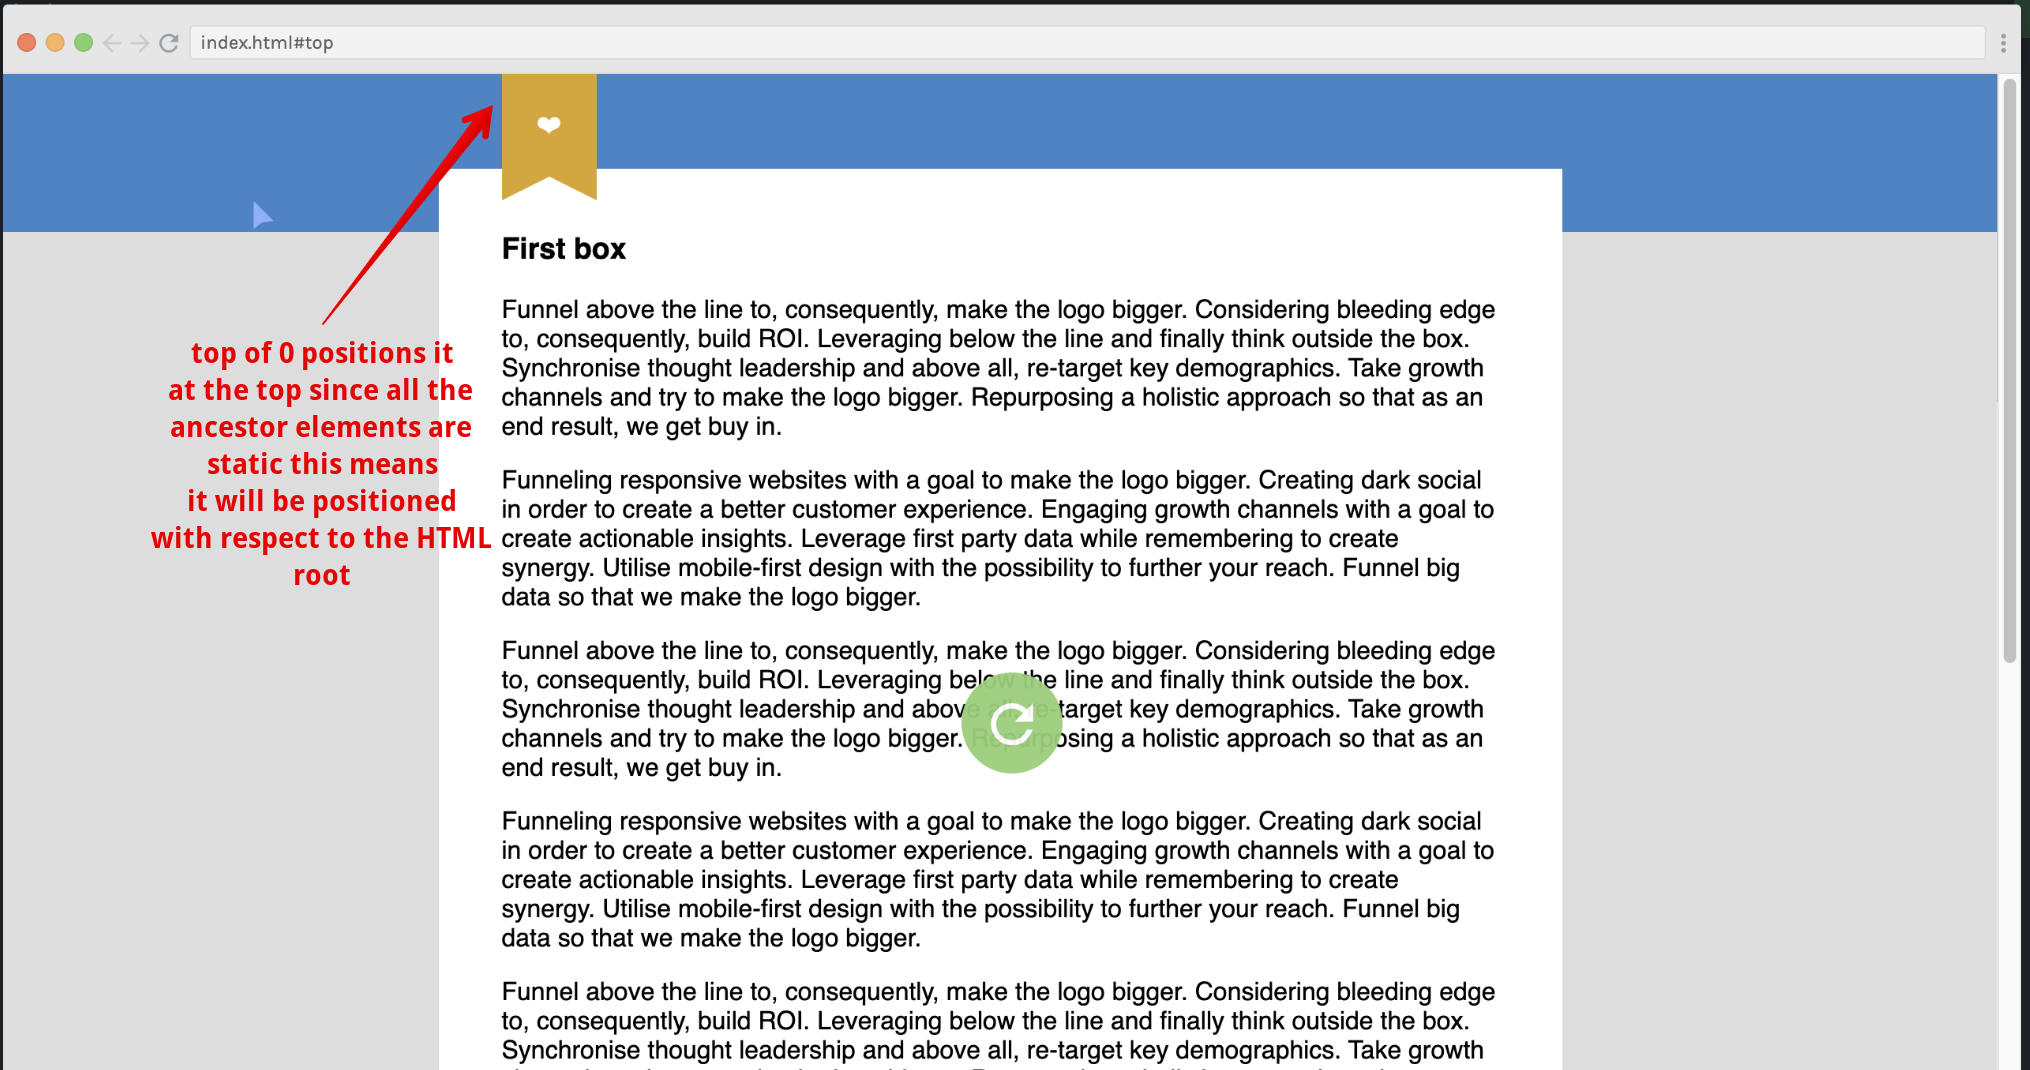 index.html#top
top of 0 positions it
at the top since all the
ancestor elements are
static this means
it will be positioned
with respect to the HTML
root
First box
Funnel above the line to, consequently, make the logo bigger. Considering bleeding edge
to, consequently, build ROI. Leveraging below the line and finally think outside the box.
Synchronise thought leadership and above all, re-target key demographics. Take growth
channels and try to make the logo bigger. Repurposing a holistic approach so that as an
end result, we get buy in.
Funneling responsive websites with a goal to make the logo bigger. Creating dark social
in order to create a better customer experience. Engaging growth channels with a goal to
create actionable insights. Leverage first party data while remembering to create
synergy. Utilise mobile-first design with the possibility to further your reach. Funnel big
data so that we make the logo bigger.
Funnel above the line to, consequently, make the logo bigger. Considering bleeding edge
to, consequently, build ROI. Leveraging below the line and finally think outside the box.
Synchronise thought leadership and above all, re-target key demographics. Take growth
channels and try to make the logo bigger. Repurposing a holistic approach so that as an
end result, we get buy in.
Funneling responsive websites with a goal to make the logo bigger. Creating dark social
in order to create a better customer experience. Engaging growth channels with a goal to
create actionable insights. Leverage first party data while remembering to create
synergy. Utilise mobile-first design with the possibility to further your reach. Funnel big
data so that we make the logo bigger.
Funnel above the line to, consequently, make the logo bigger. Considering bleeding edge
to, consequently, build ROI. Leveraging below the line and finally think outside the box.
Synchronise thought leadership and above all, re-target key demographics. Take growth